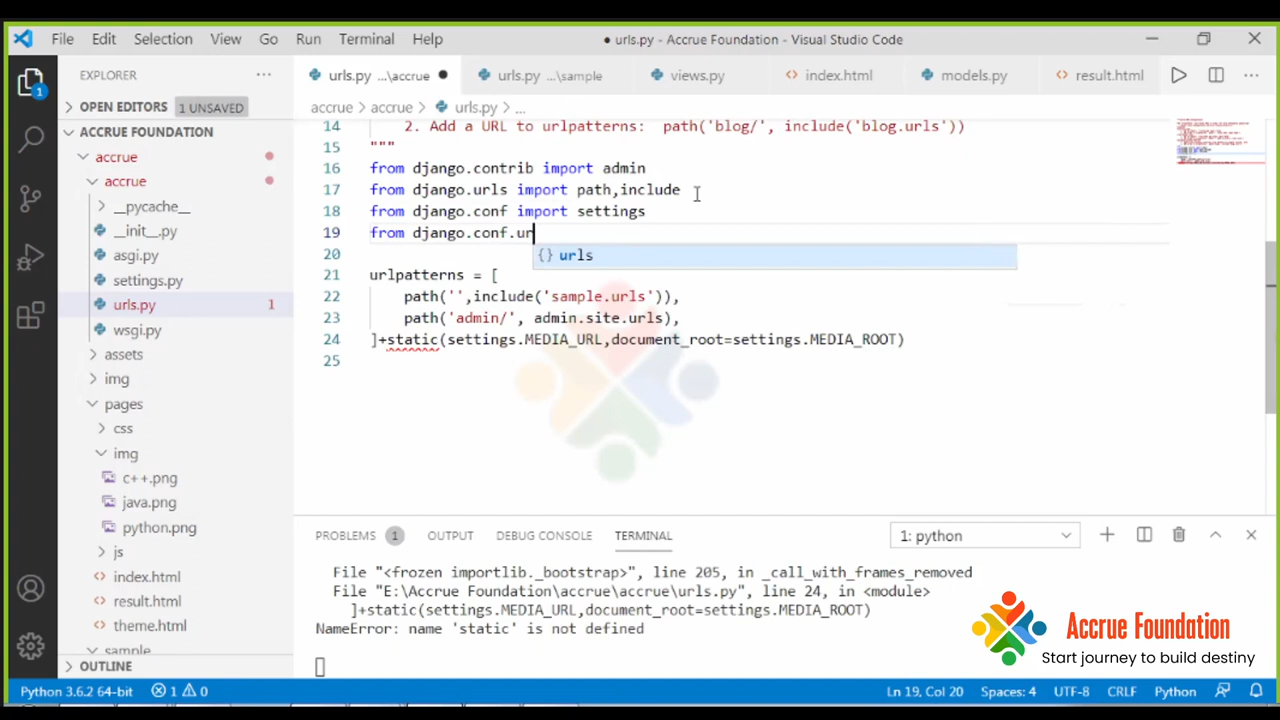 File Edit Selection View Go Run Terminal Help
● urls.py - Accrue Foundation - Visual Studio Code
EXPLORER ...
urls.py ...\accrue ●
urls.py ...\sample
views.py
<> index.html
models.py
<> result.html
OPEN EDITORS 1 UNSAVED
accrue > accrue > urls.py > ...
ACCRUE FOUNDATION
accrue
accrue
__pycache__
__init__.py
asgi.py
settings.py
urls.py 1
wsgi.py
assets
img
pages
css
img
c++.png
java.png
python.png
js
<> index.html
<> result.html
<> theme.html
sample
OUTLINE
14 2. Add a URL to urlpatterns:  path('blog/', include('blog.urls'))
15 """
16 from django.contrib import admin
17 from django.urls import path,include
18 from django.conf import settings
19 from django.conf.ur
{} urls
20
21 urlpatterns = [
22 path('',include('sample.urls')),
23 path('admin/', admin.site.urls),
24 ]+static(settings.MEDIA_URL,document_root=settings.MEDIA_ROOT)
25
PROBLEMS 1 OUTPUT DEBUG CONSOLE TERMINAL
1: python
File "<frozen importlib._bootstrap>", line 205, in _call_with_frames_removed
File "E:\Accrue Foundation\accrue\accrue\urls.py", line 24, in <module>
]+static(settings.MEDIA_URL,document_root=settings.MEDIA_ROOT)
NameError: name 'static' is not defined
Accrue Foundation
Start journey to build destiny
Python 3.6.2 64-bit 1 0 Ln 19, Col 20 Spaces: 4 UTF-8 CRLF Python
1